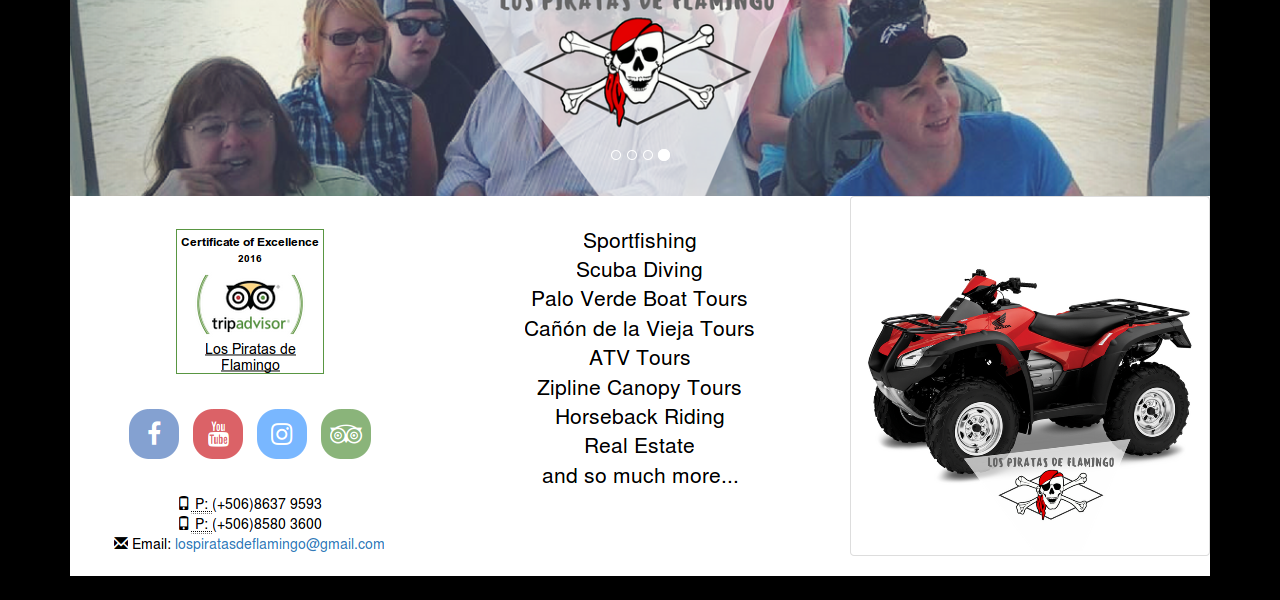 LOS PIRATAS DE FLAMINGO
Certificate of Excellence
2016
tripadvisor®
Los Piratas de
Flamingo
You
Tube
P: (+506)8637 9593
P: (+506)8580 3600
Email: lospiratasdeflamingo@gmail.com
Sportfishing
Scuba Diving
Palo Verde Boat Tours
Cañón de la Vieja Tours
ATV Tours
Zipline Canopy Tours
Horseback Riding
Real Estate
and so much more...
HONDA
LOS PIRATAS DE FLAMINGO